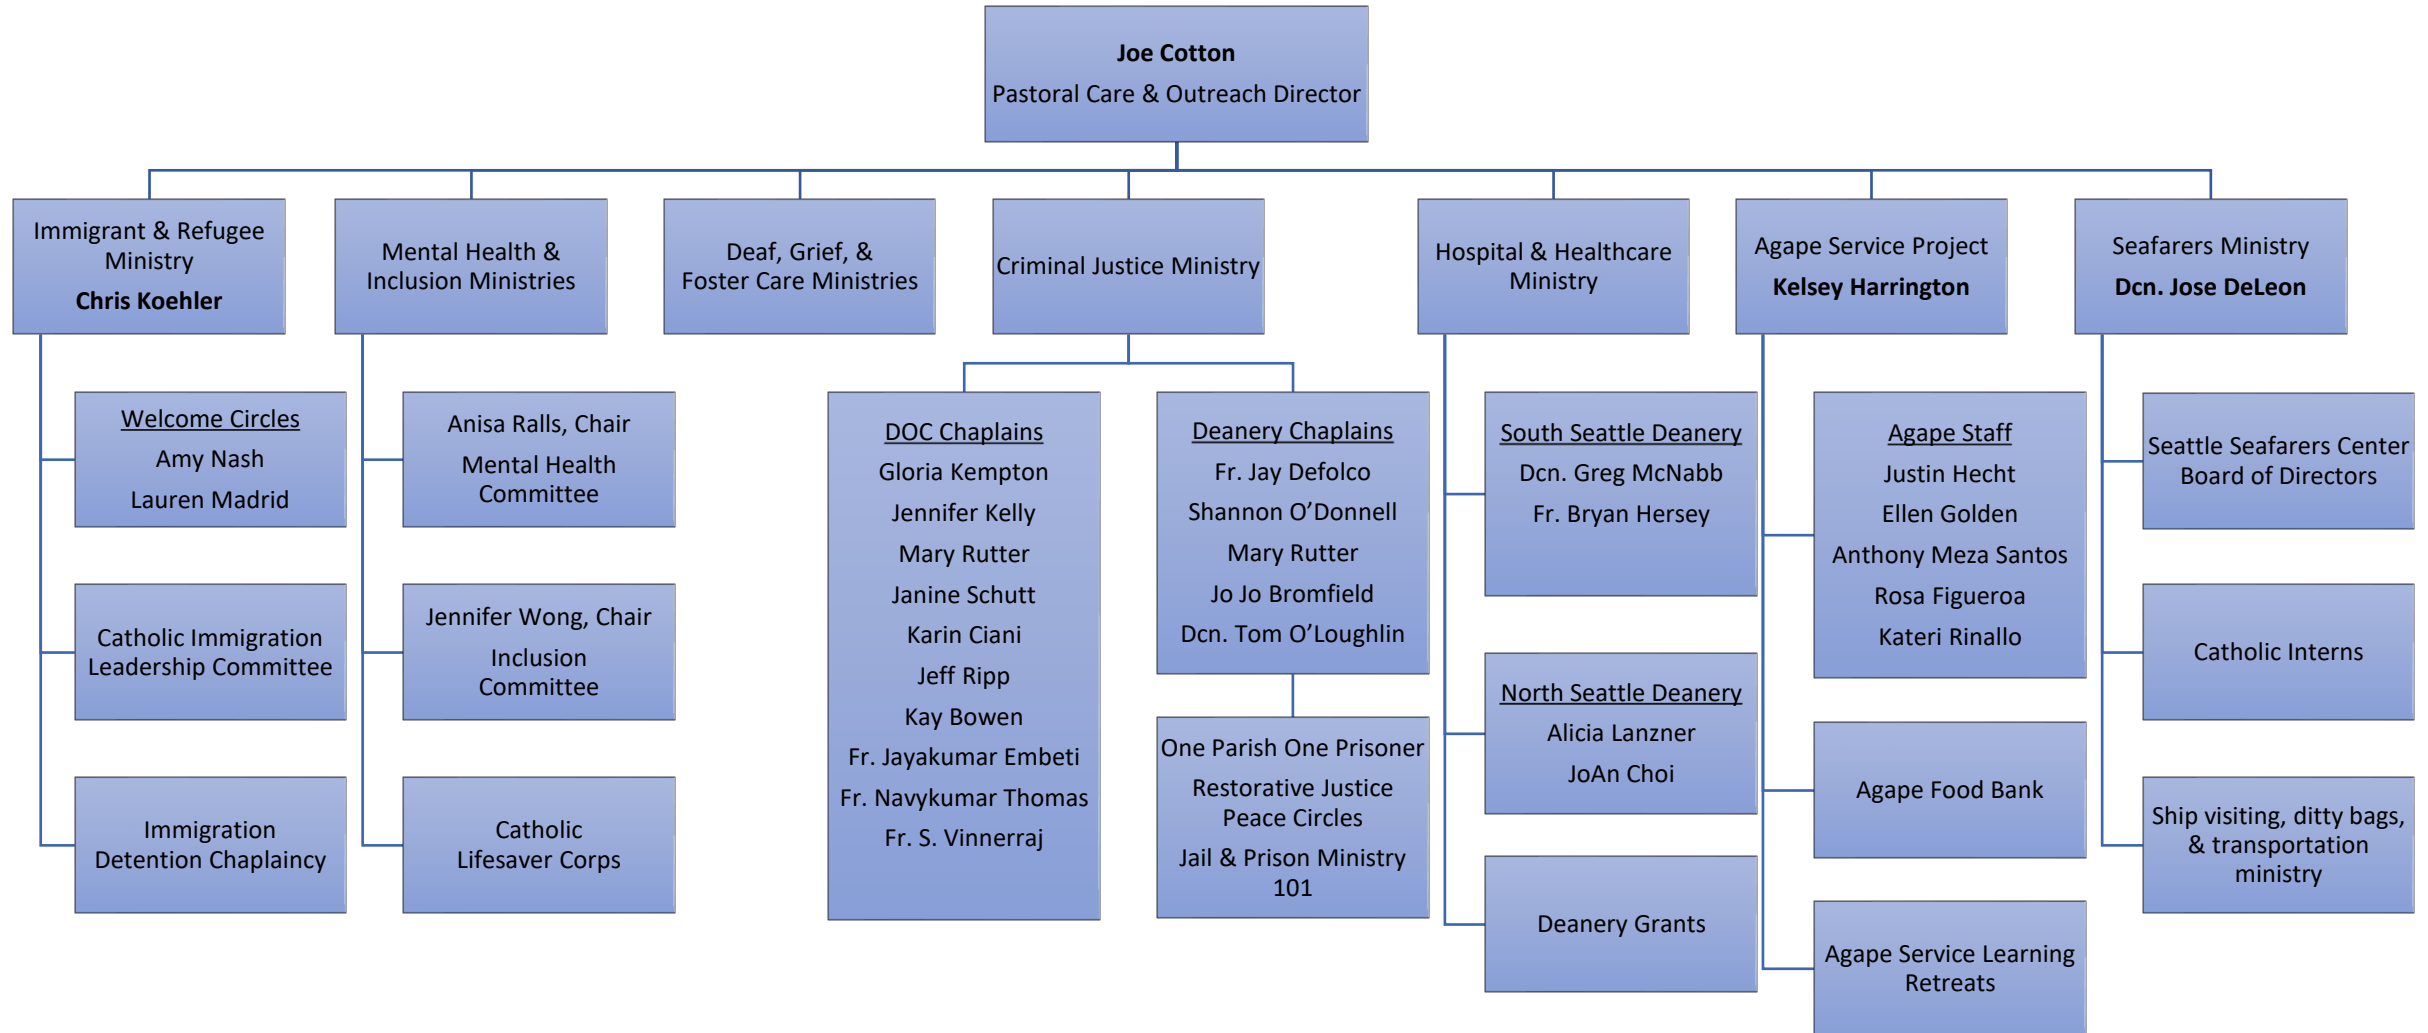 Joe Cotton
Pastoral Care & Outreach Director
Immigrant & Refugee
Ministry
Chris Koehler
Welcome Circles
Amy Nash
Lauren Madrid
Catholic Immigration
Leadership Committee
Immigration
Detention Chaplaincy
Mental Health &
Inclusion Ministries
Anisa Ralls, Chair
Mental Health
Committee
Jennifer Wong, Chair
Inclusion
Committee
Catholic
Lifesaver Corps
Deaf, Grief, &
Foster Care Ministries
Criminal Justice Ministry
DOC Chaplains
Gloria Kempton
Jennifer Kelly
Mary Rutter
Janine Schutt
Karin Ciani
Jeff Ripp
Kay Bowen
Fr. Jayakumar Embeti
Fr. Navykumar Thomas
Fr. S. Vinnerraj
Deanery Chaplains
Fr. Jay Defolco
Shannon O’Donnell
Mary Rutter
Jo Jo Bromfield
Dcn. Tom O’Loughlin
One Parish One Prisoner
Restorative Justice
Peace Circles
Jail & Prison Ministry
101
Hospital & Healthcare
Ministry
South Seattle Deanery
Dcn. Greg McNabb
Fr. Bryan Hersey
North Seattle Deanery
Alicia Lanzner
JoAn Choi
Deanery Grants
Agape Service Project
Kelsey Harrington
Agape Staff
Justin Hecht
Ellen Golden
Anthony Meza Santos
Rosa Figueroa
Kateri Rinallo
Agape Food Bank
Agape Service Learning
Retreats
Seafarers Ministry
Dcn. Jose DeLeon
Seattle Seafarers Center
Board of Directors
Catholic Interns
Ship visiting, ditty bags,
& transportation
ministry